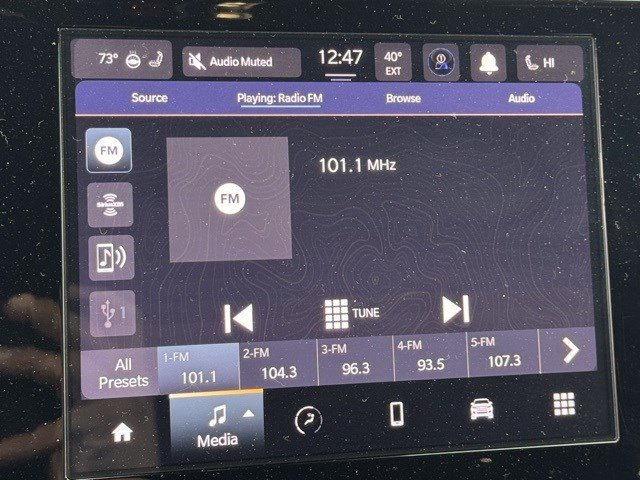 73° Audio Muted 12:47 40° EXT HI
Source Playing: Radio FM Browse Audio
FM
101.1 MHz
FM
SiriusXM
1
TUNE
All Presets
1-FM 2-FM 3-FM 4-FM 5-FM
101.1 104.3 96.3 93.5 107.3
Media